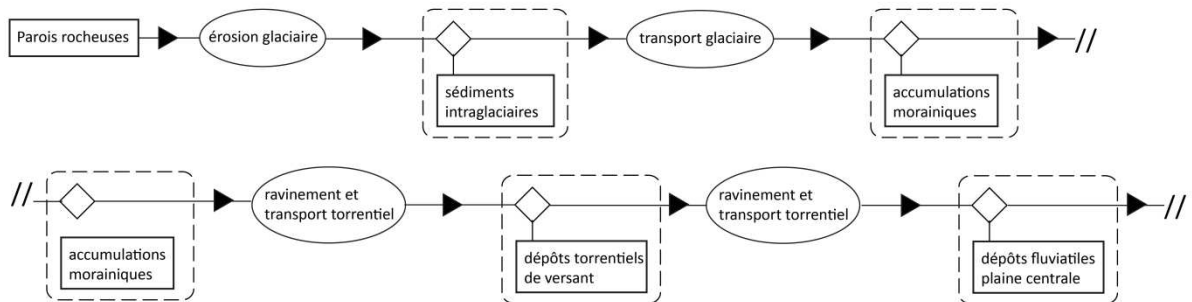 Parois rocheuses
érosion glaciaire
sédiments
intraglaciaires
transport glaciaire
accumulations
morainiques
//
//
accumulations
morainiques
ravinement et
transport torrentiel
dépôts torrentiels
de versant
ravinement et
transport torrentiel
dépôts fluviatiles
plaine centrale
//